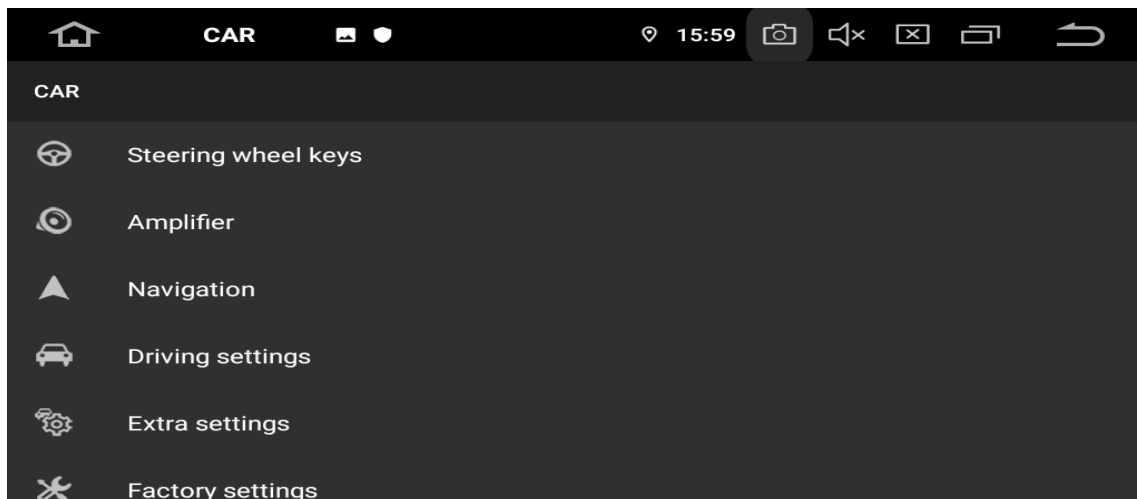 CAR 15:59
CAR
Steering wheel keys
Amplifier
Navigation
Driving settings
Extra settings
Factory settings